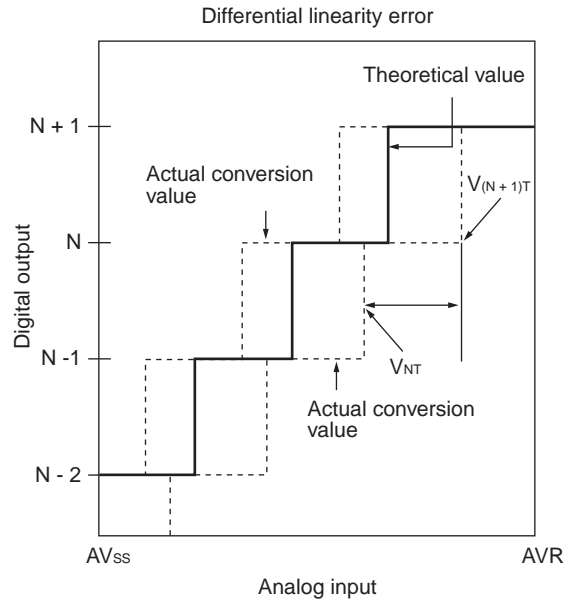 Differential linearity error
Theoretical value
N + 1
V(N + 1)T
Actual conversion
value
N
Digital output
N -1
VNT
Actual conversion
value
N - 2
AVSS
AVR
Analog input